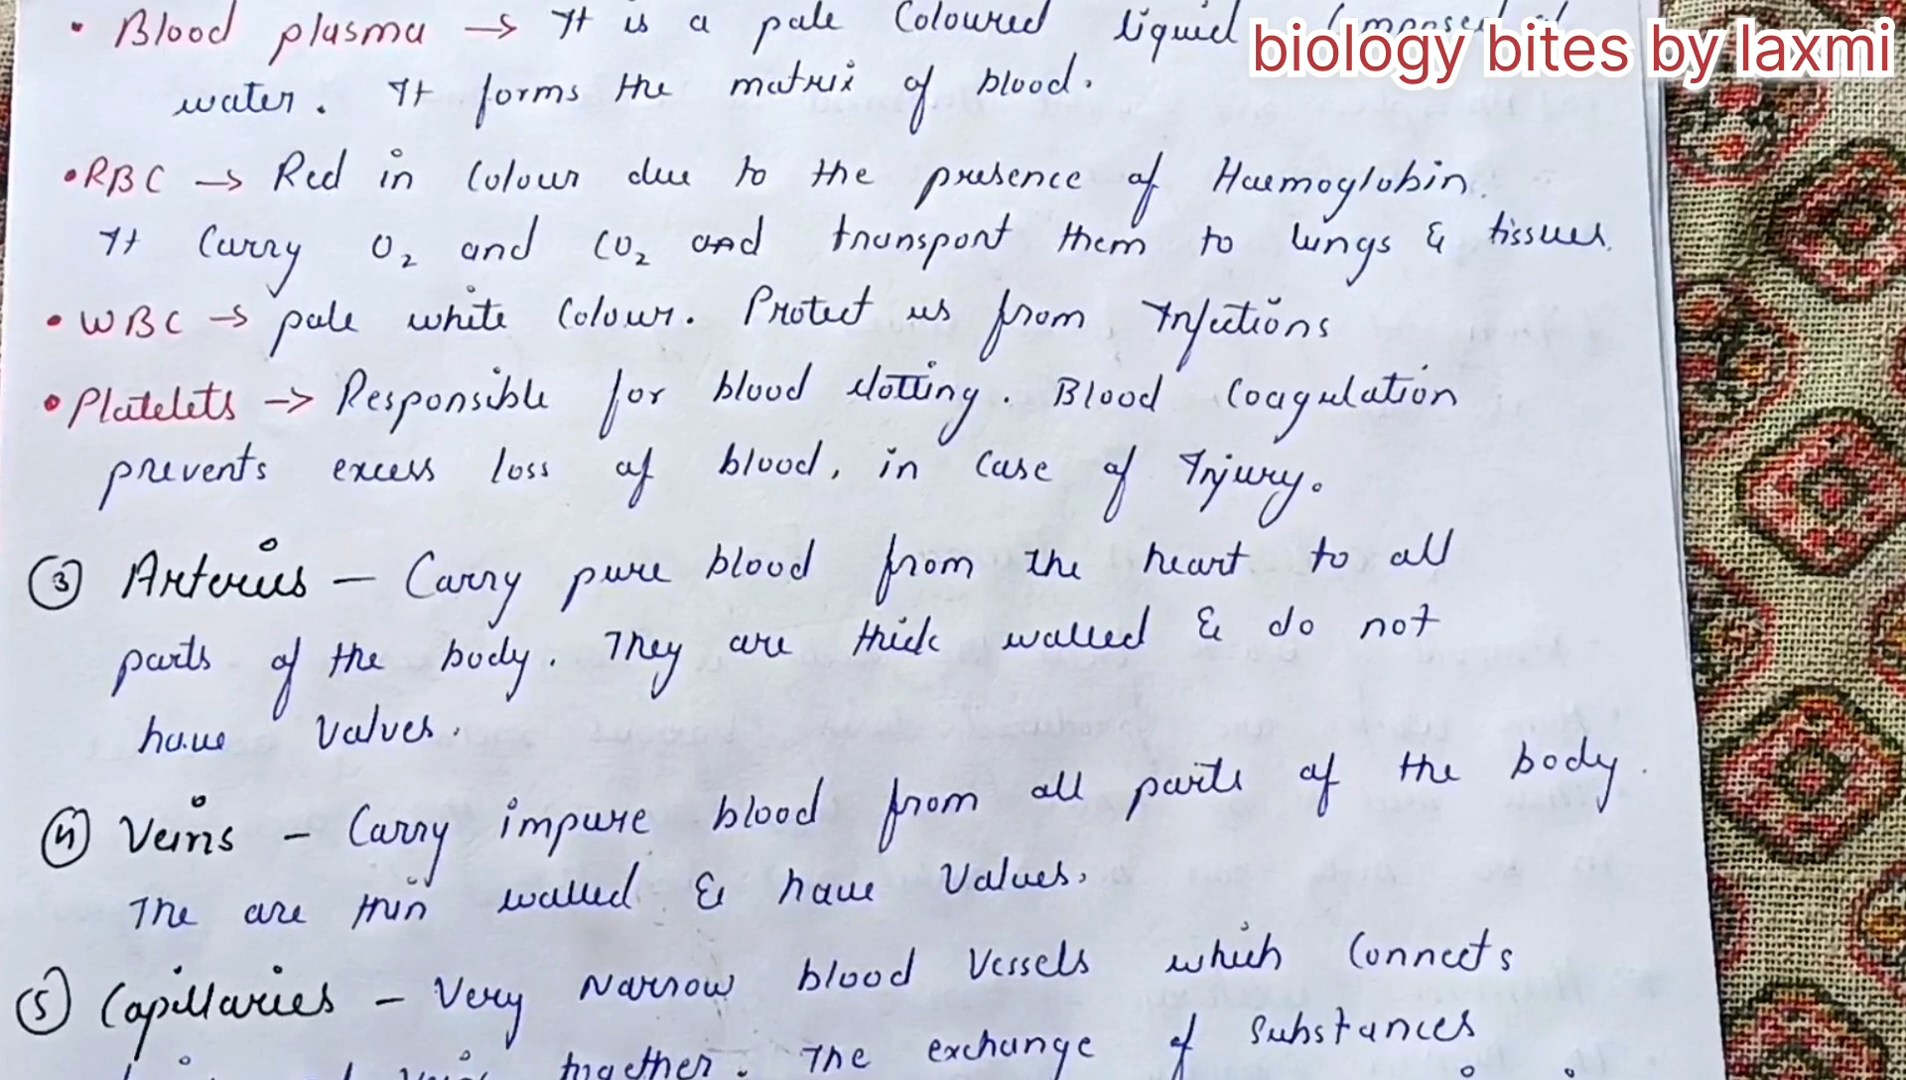 • Blood plasma → It is a pale Coloured liquid
biology bites by laxmi
water. It forms the matrix of blood.
• RBC → Red in Colour due to the presence of Haemoglobin.
It Carry O₂ and CO₂ and transport them to lungs & tissues.
• WBC → pale white Colour. Protect us from Infections
• Platelets → Responsible for blood clotting. Blood Coagulation
prevents excess loss of blood, in Case of Injury.
③ Arteries – Carry pure blood from the heart to all
parts of the body. They are thick walled & do not
have Valves.
④ Veins – Carry impure blood from all parts of the body.
The are thin walled & have Valves.
⑤ Capillaries – Very Narrow blood Vessels which Connects
together. The exchange of Substances